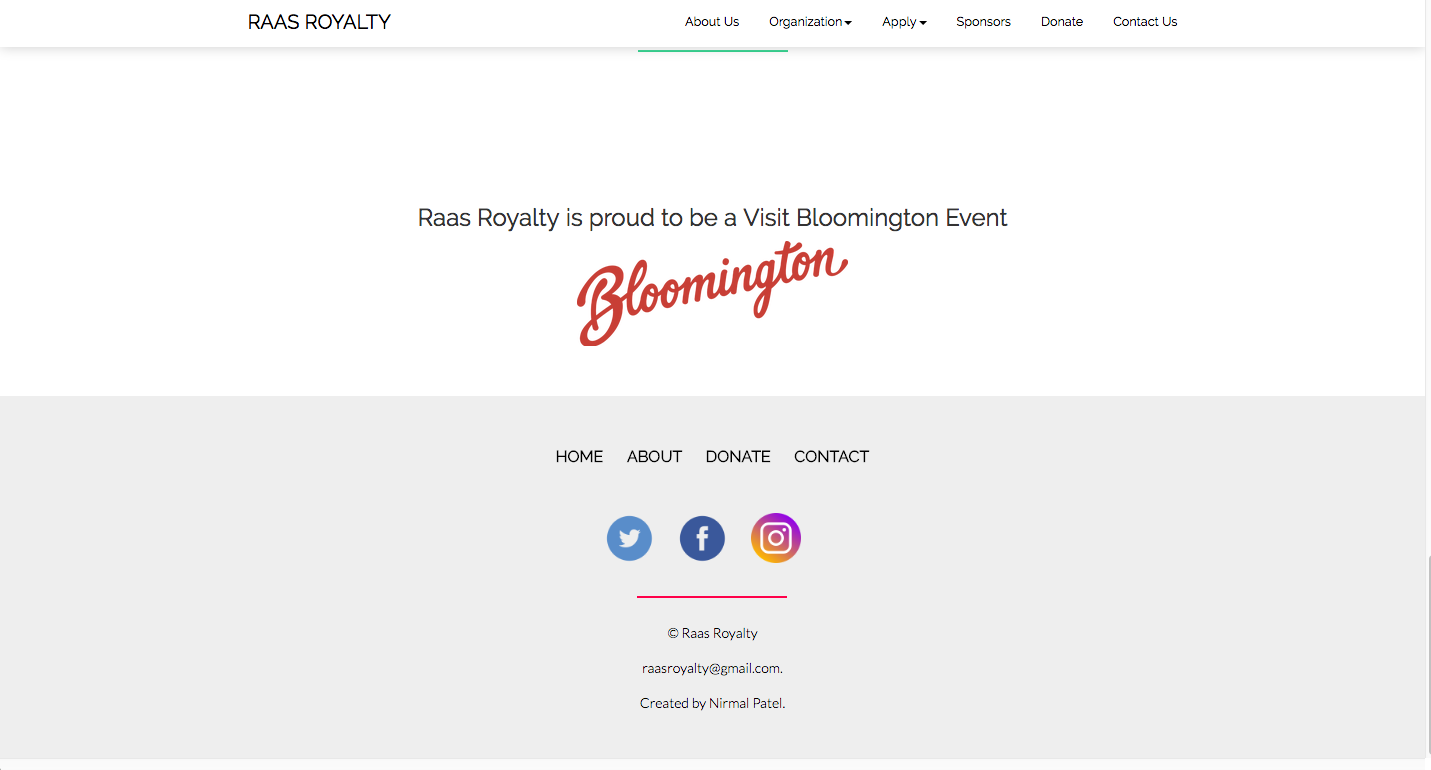 RAAS ROYALTY About Us Organization Apply Sponsors Donate Contact Us
Raas Royalty is proud to be a Visit Bloomington Event
Bloomington
HOME ABOUT DONATE CONTACT
© Raas Royalty
raasroyalty@gmail.com.
Created by Nirmal Patel.